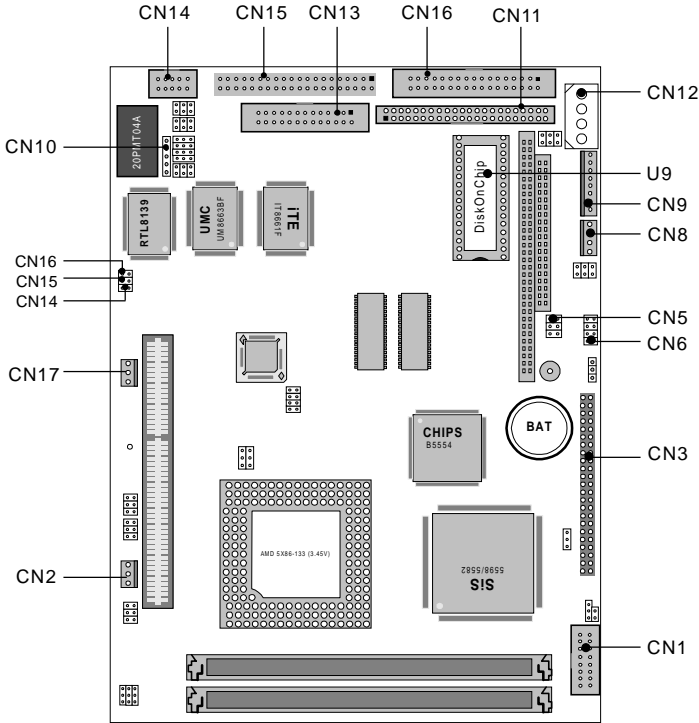 CN14 CN15 CN13 CN16 CN11
CN12
20PMT04A
CN10
DiskOnChip
U9
CN9
RTL8139
UMC
UM8663BF
iTE
IT8661F
CN8
CN16
CN15
CN14
CN5
CN6
CN17
BAT
CHIPS
B5554
CN3
AMD 5X86-133 (3.45V)
SiS
5598/5582
CN2
CN1